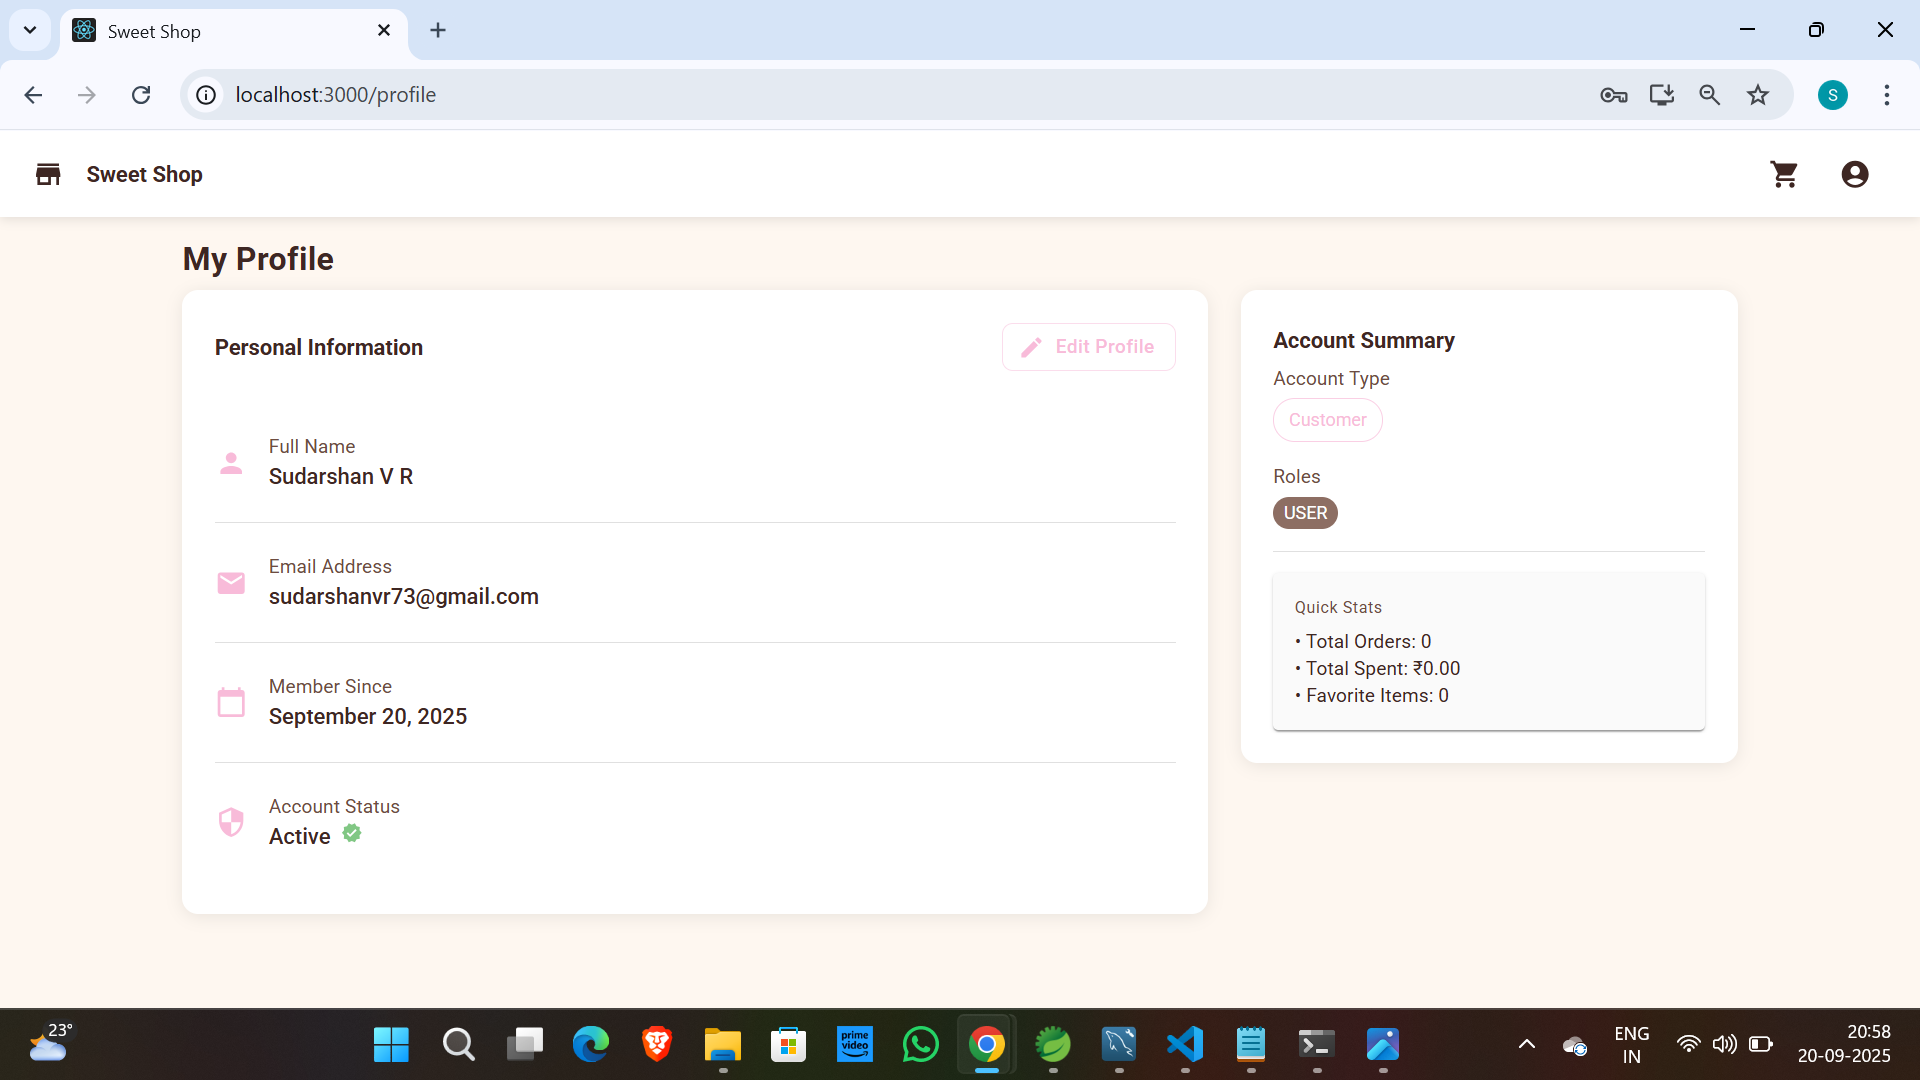 Sweet Shop
localhost:3000/profile
S
Sweet Shop
My Profile
Personal Information
Edit Profile
Full Name
Sudarshan V R
Email Address
sudarshanvr73@gmail.com
Member Since
September 20, 2025
Account Status
Active
Account Summary
Account Type
Customer
Roles
USER
Quick Stats
• Total Orders: 0
• Total Spent: ₹0.00
• Favorite Items: 0
23°
prime
video
ENG
IN
20:58
20-09-2025